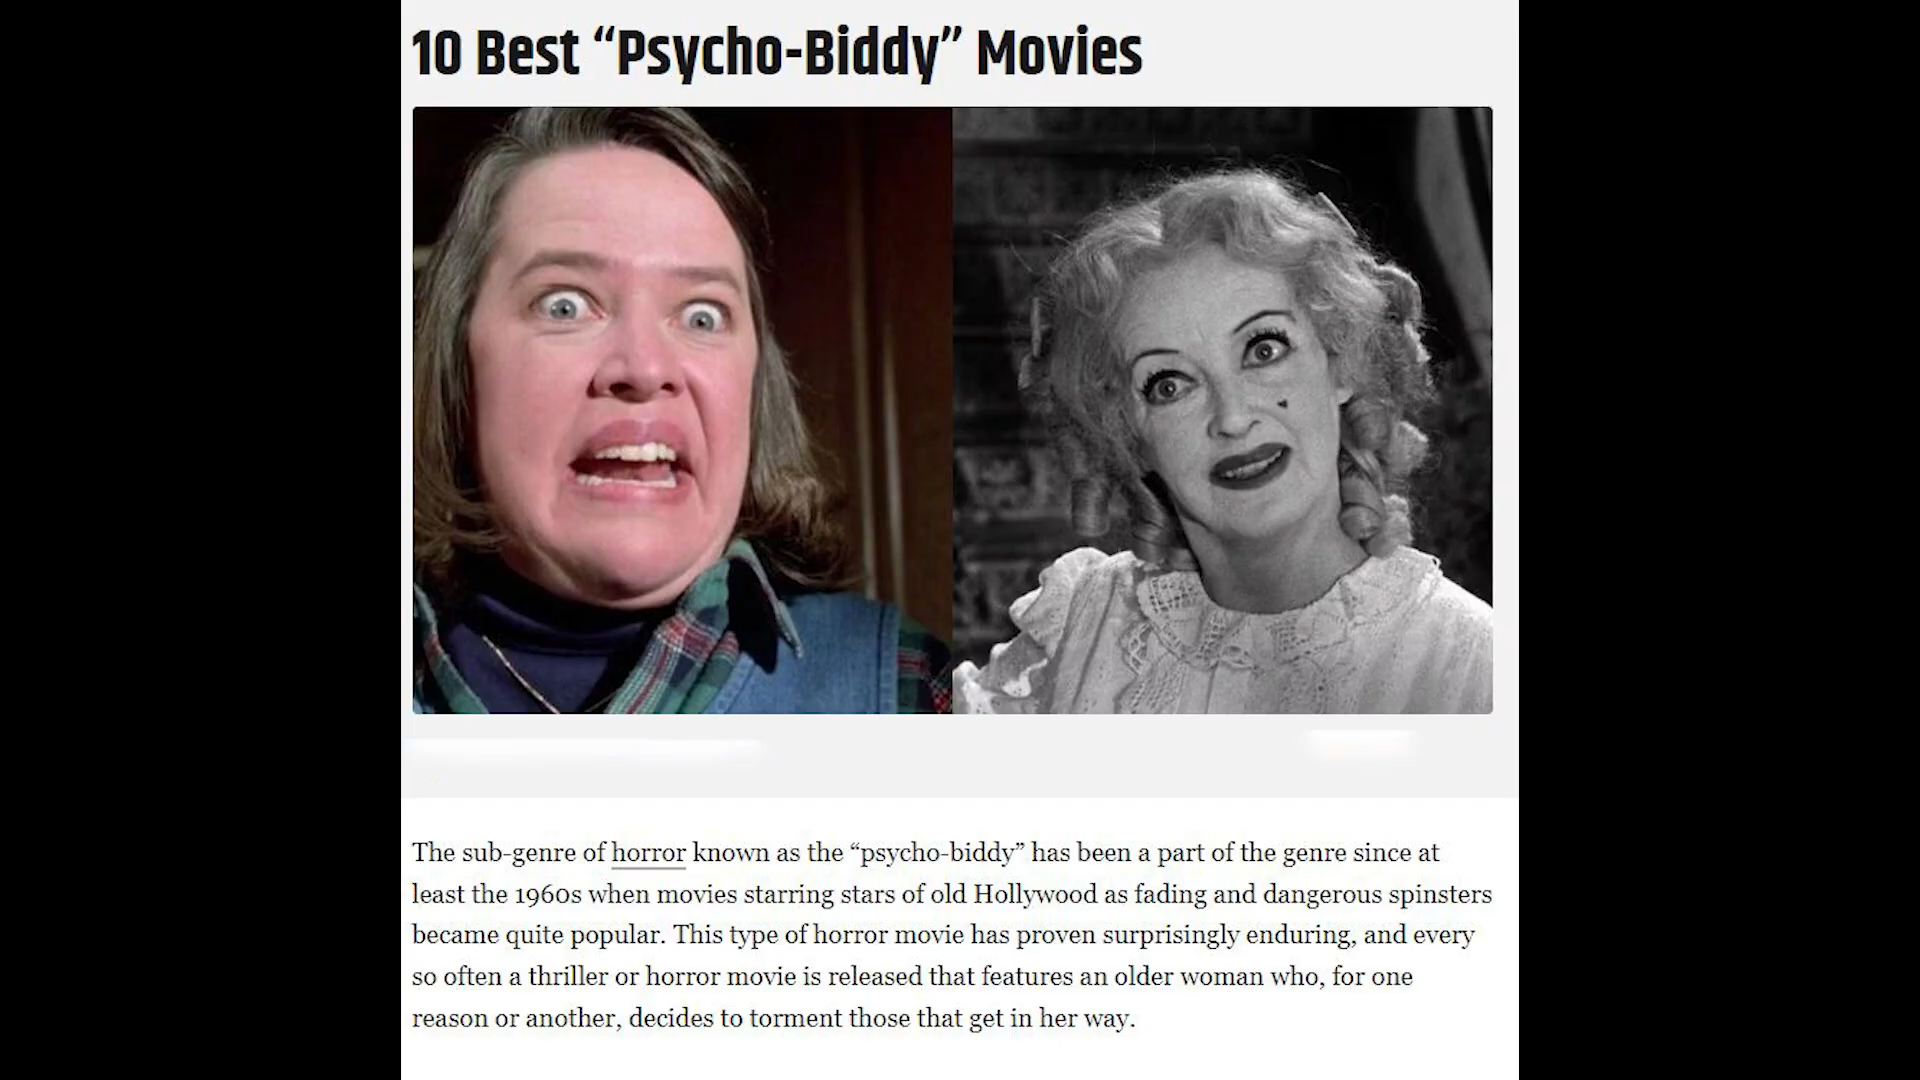 10 Best “Psycho-Biddy” Movies
The sub-genre of horror known as the “psycho-biddy” has been a part of the genre since at
least the 1960s when movies starring stars of old Hollywood as fading and dangerous spinsters
became quite popular. This type of horror movie has proven surprisingly enduring, and every
so often a thriller or horror movie is released that features an older woman who, for one
reason or another, decides to torment those that get in her way.